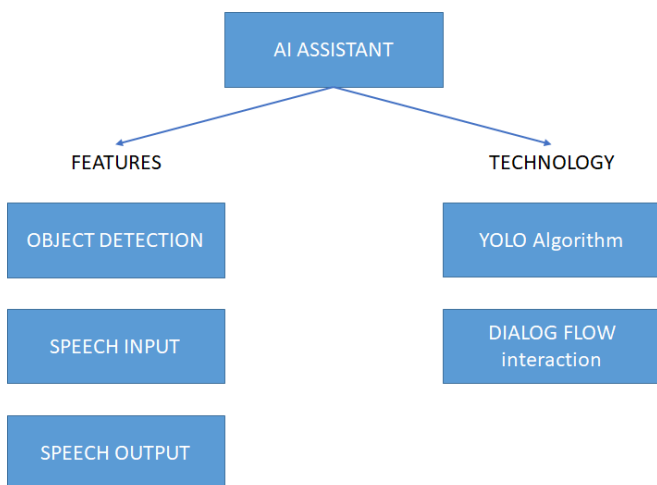 AI ASSISTANT
FEATURES
TECHNOLOGY
OBJECT DETECTION
YOLO Algorithm
SPEECH INPUT
DIALOG FLOW
interaction
SPEECH OUTPUT